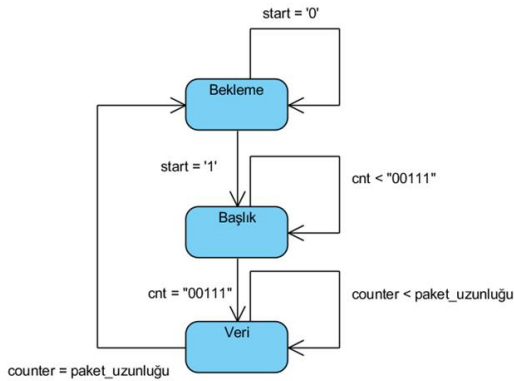 start = '0'
Bekleme
start = '1'
cnt < "00111"
Başlık
cnt = "00111"
counter < paket_uzunluğu
Veri
counter = paket_uzunluğu